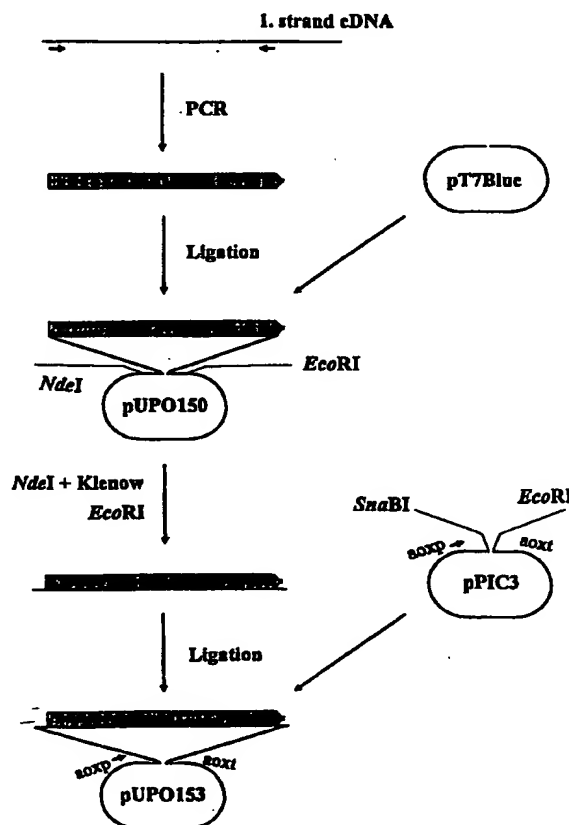 1. strand cDNA
PCR
pT7Blue
Ligation
NdeI
EcoRI
pUPO150
NdeI + Klenow
EcoRI
SnaBI
EcoRI
aoxp
aoxt
pPIC3
Ligation
aoxp
aoxt
pUPO153